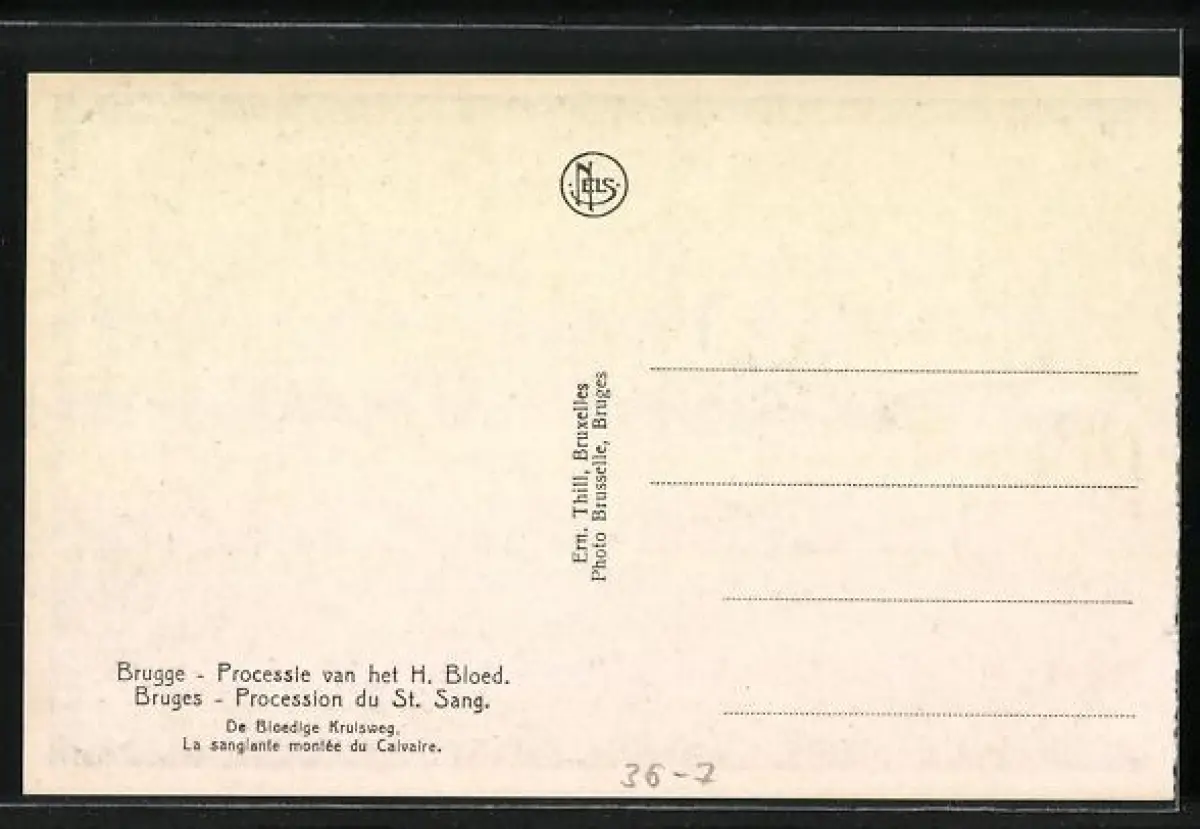 NELS
Ern. Thill, Bruxelles
Photo Brusselle, Bruges
Brugge - Processie van het H. Bloed.
Bruges - Procession du St. Sang.
De Bloedige Kruisweg.
La sanglante montée du Calvaire.
36-7